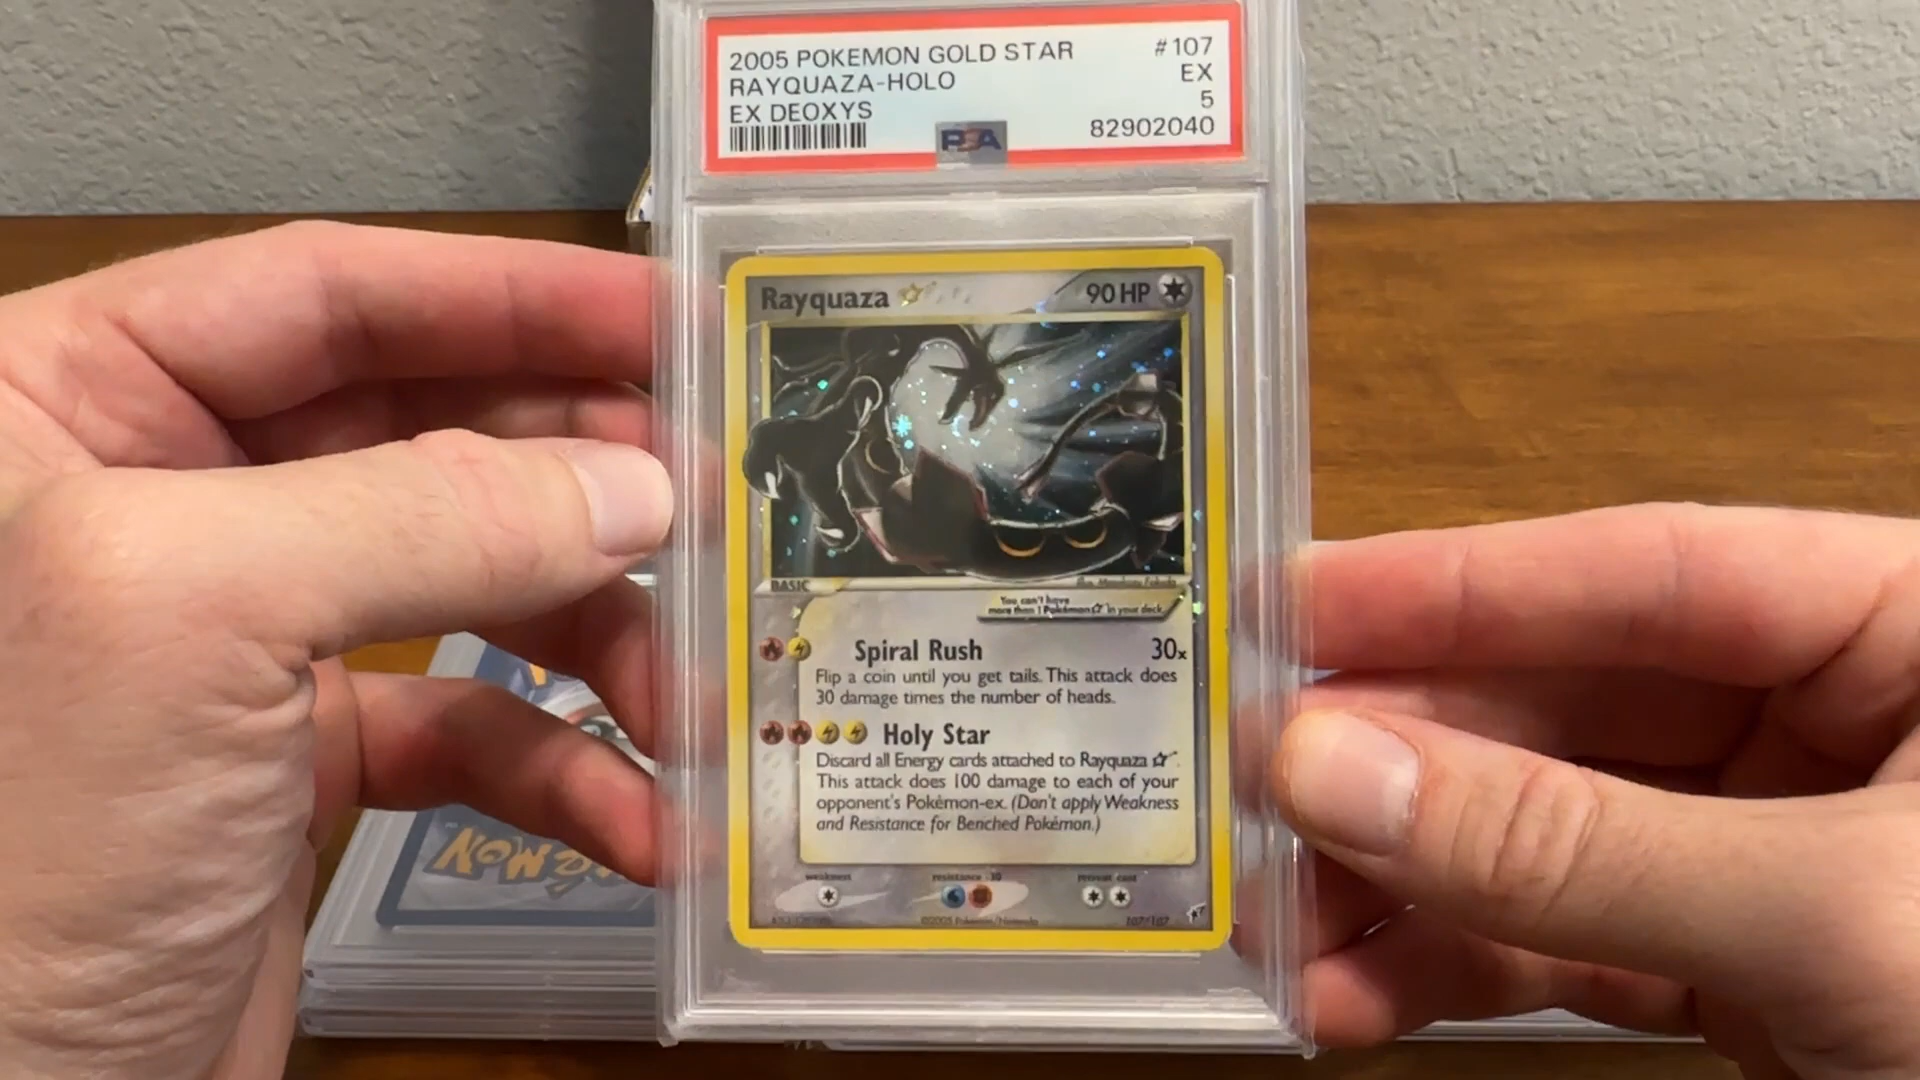 2005 POKEMON GOLD STAR #107
RAYQUAZA-HOLO EX
EX DEOXYS 5
82902040
PSA
Rayquaza ☆ 90 HP
BASIC
You can't have
more than 1 Pokémon ☆ in your deck.
Spiral Rush 30x
Flip a coin until you get tails. This attack does
30 damage times the number of heads.
Holy Star
Discard all Energy cards attached to Rayquaza ☆.
This attack does 100 damage to each of your
opponent's Pokémon-ex. (Don't apply Weakness
and Resistance for Benched Pokémon.)
weakness resistance -30 retreat cost
©2005 Pokémon/Nintendo 107/107